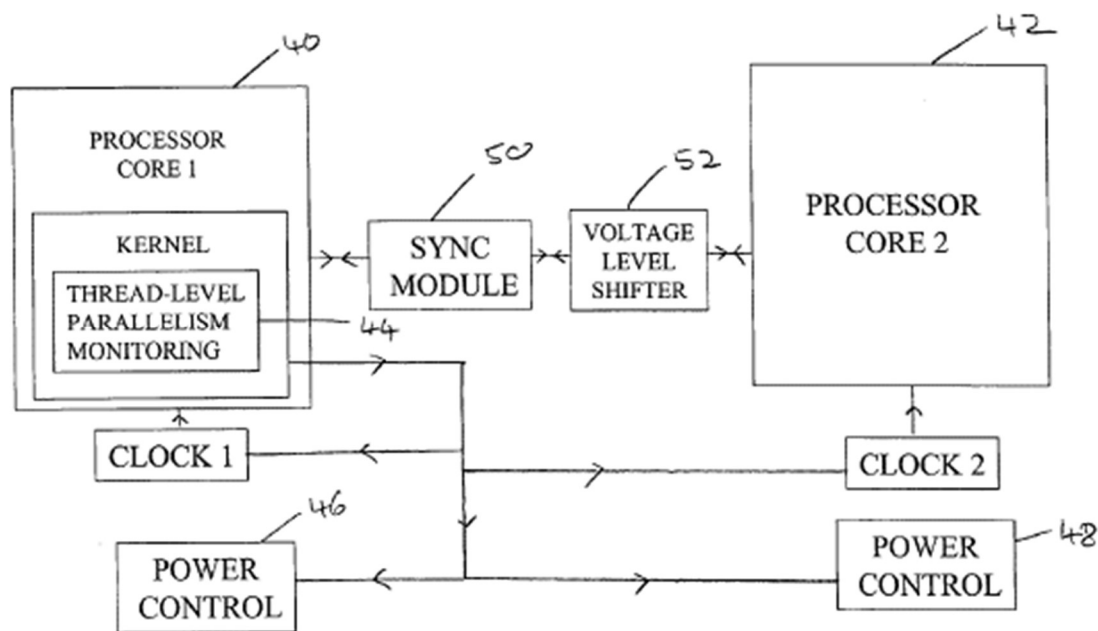 40
42
PROCESSOR
CORE 1
50
52
KERNEL
THREAD-LEVEL
PARALLELISM
MONITORING
44
SYNC
MODULE
VOLTAGE
LEVEL
SHIFTER
PROCESSOR
CORE 2
CLOCK 1
CLOCK 2
46
POWER
CONTROL
48
POWER
CONTROL